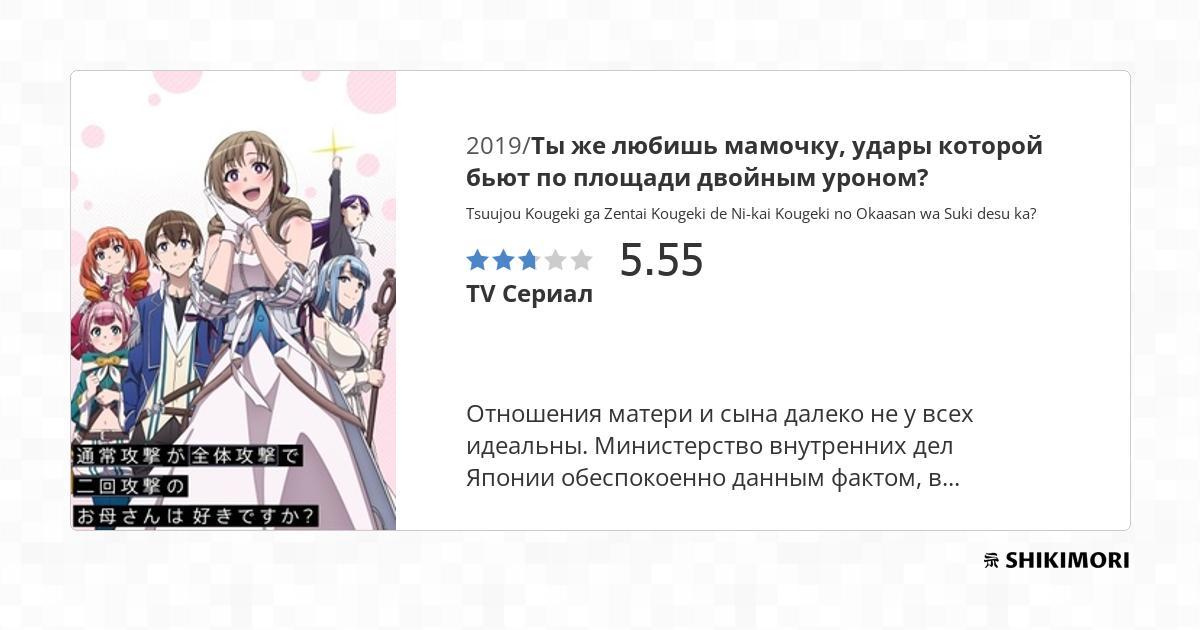 2019/Ты же любишь мамочку, удары которой
бьют по площади двойным уроном?
Tsuujou Kougeki ga Zentai Kougeki de Ni-kai Kougeki no Okaasan wa Suki desu ka?
5.55
TV Сериал
Отношения матери и сына далеко не у всех
идеальны. Министерство внутренних дел
Японии обеспокоенно данным фактом, в...
通常攻撃が全体攻撃で
二回攻撃の
お母さんは好きですか?
SHIKIMORI